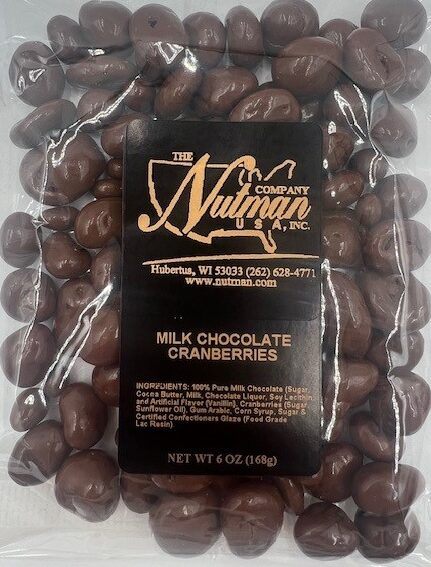 THE
Nutman
COMPANY
USA, INC.
Hubertus, WI 53033 (262) 628-4771
www.nutman.com
MILK CHOCOLATE
CRANBERRIES
INGREDIENTS: 100% Pure Milk Chocolate (Sugar,
Cocoa Butter, Milk, Chocolate Liquor, Soy Lecithin
and Artificial Flavor (Vanillin), Cranberries (Sugar,
Sunflower Oil), Gum Arabic, Corn Syrup, Sugar &
Certified Confectioners Glaze (Food Grade
Lac Resin)
NET WT 6 OZ (168g)